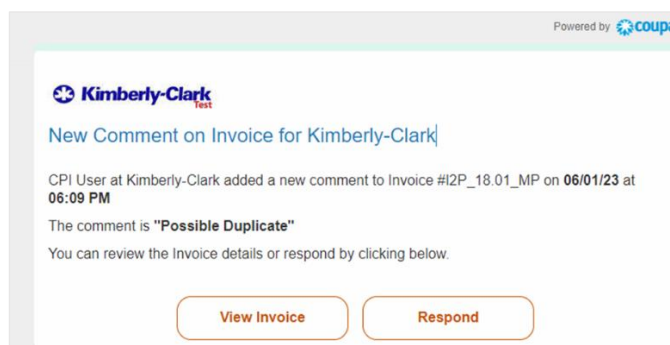 Powered by coupa
Kimberly-Clark
Test
New Comment on Invoice for Kimberly-Clark
CPI User at Kimberly-Clark added a new comment to Invoice #I2P_18.01_MP on 06/01/23 at
06:09 PM
The comment is "Possible Duplicate"
You can review the Invoice details or respond by clicking below.
View Invoice
Respond